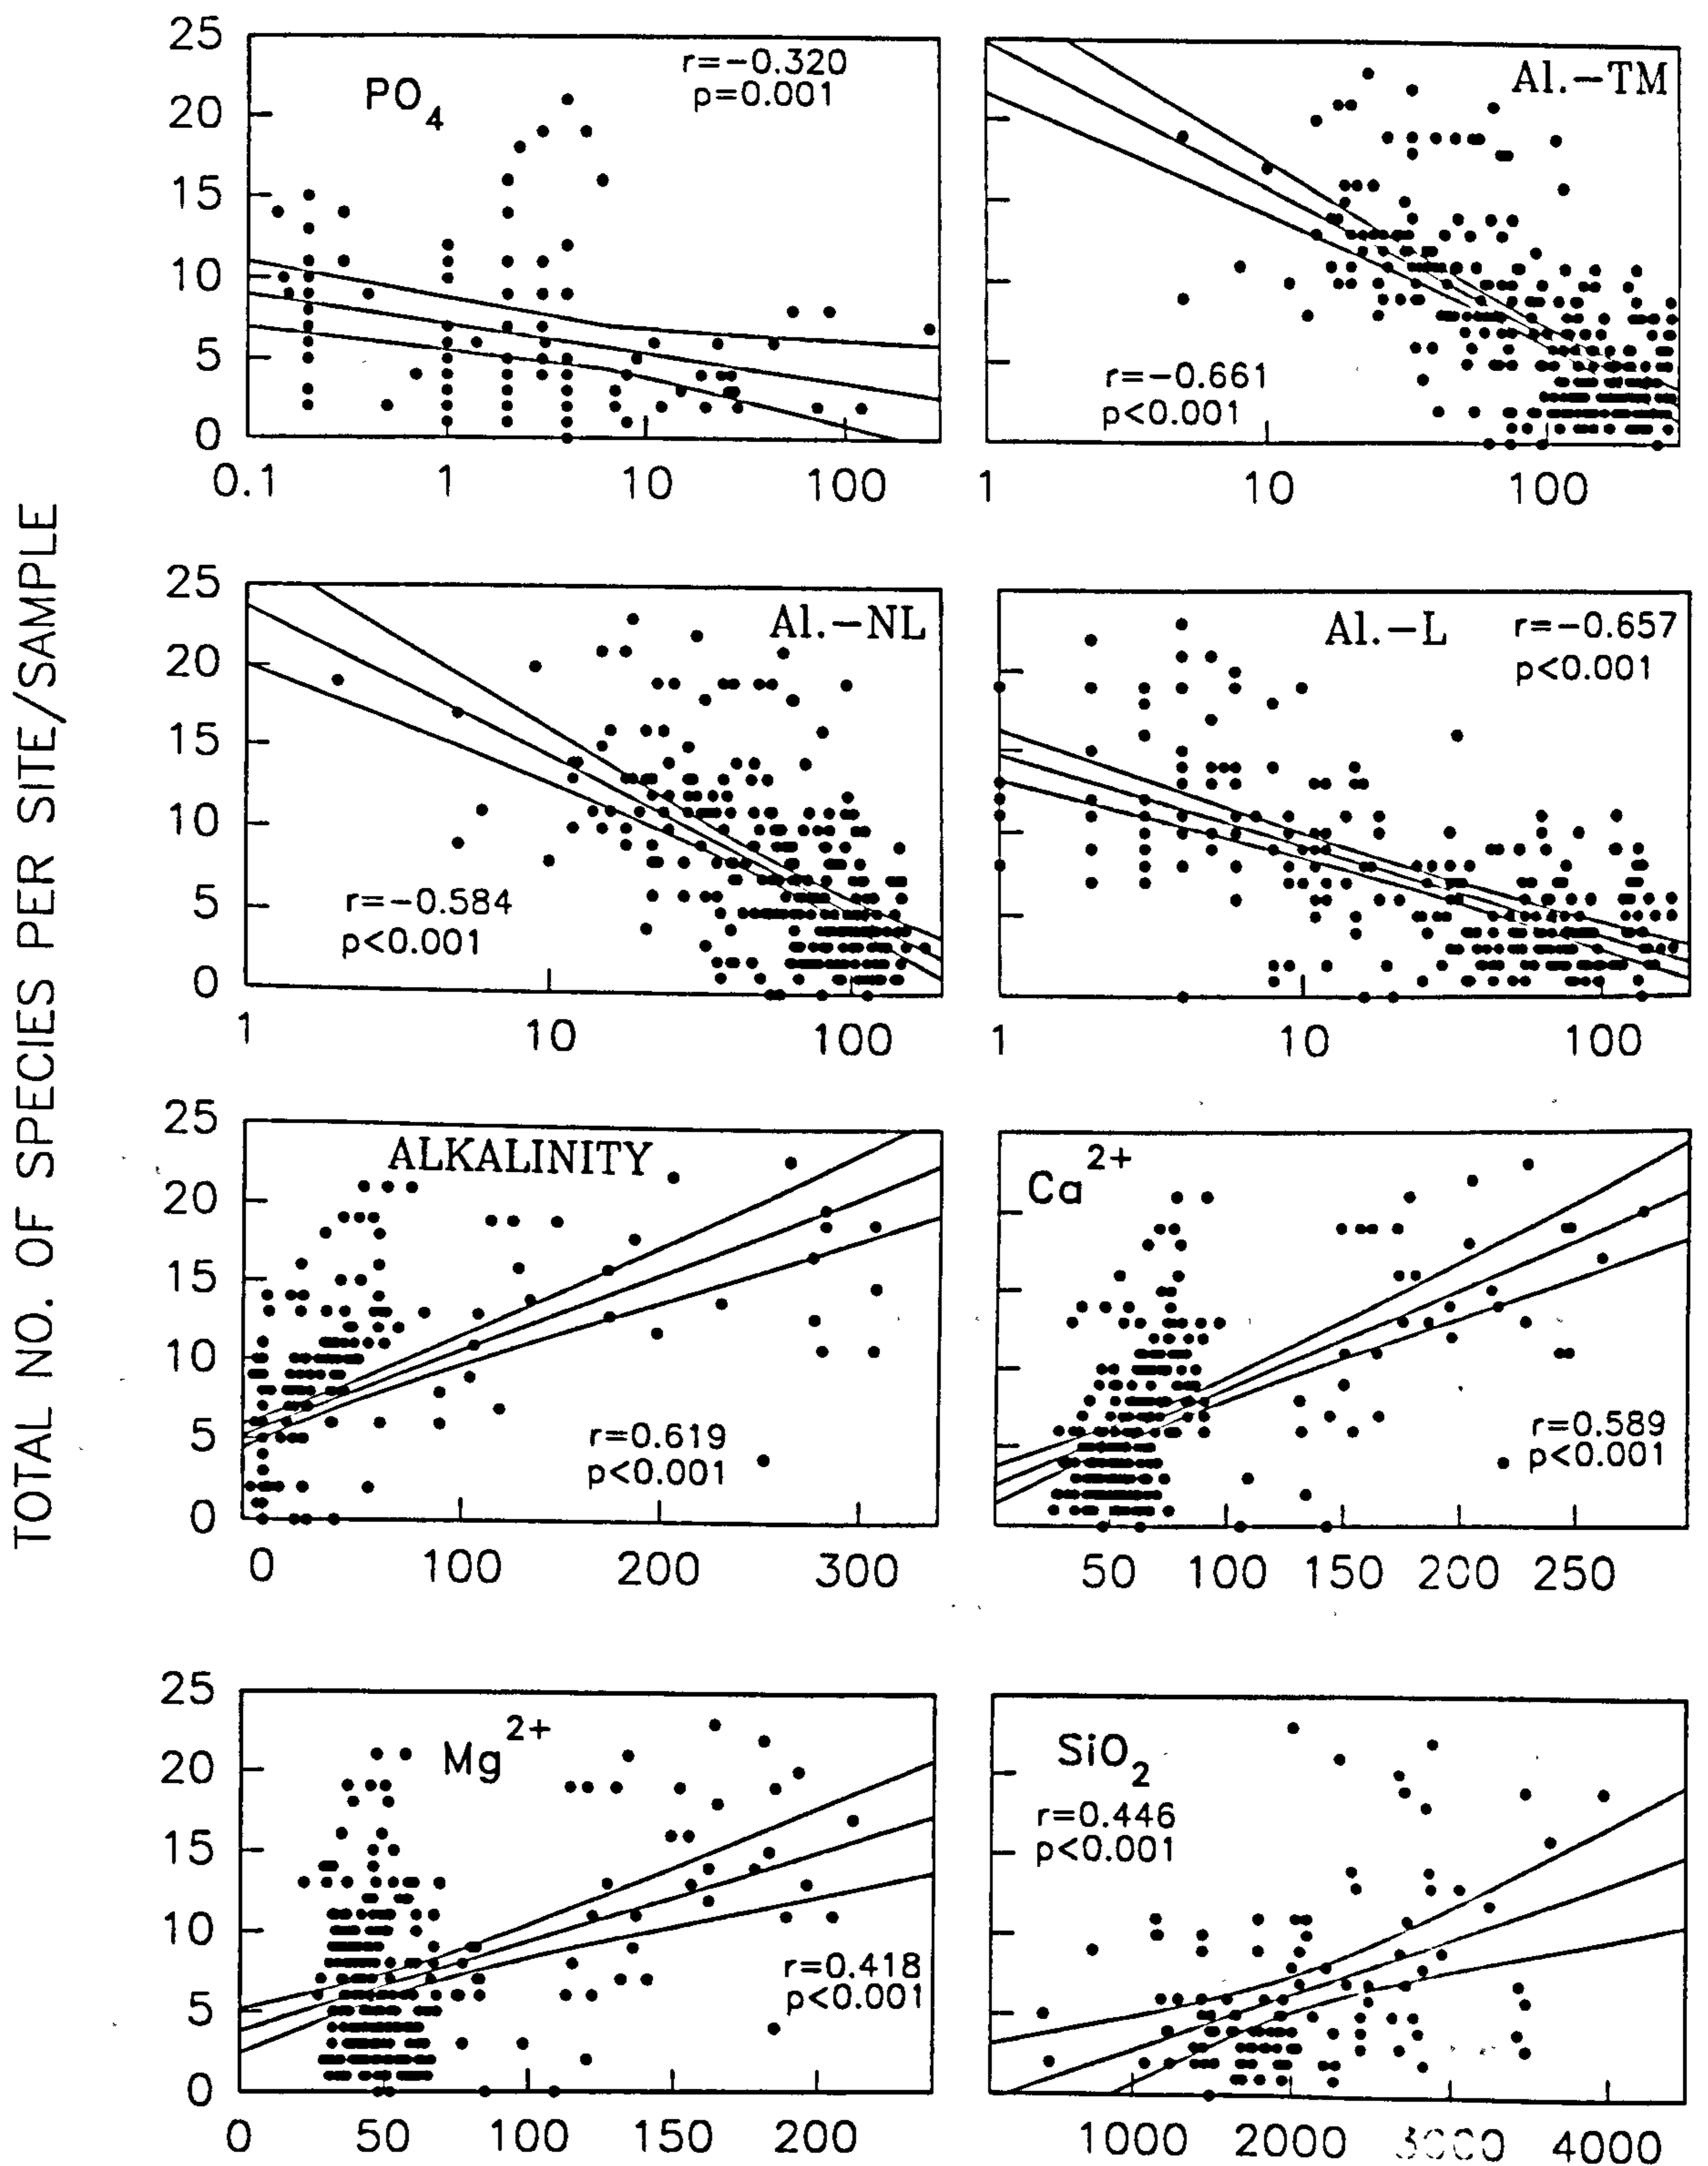 TOTAL NO. OF SPECIES PER SITE/SAMPLE
25
20
15
10
5
0
PO4
r=-0.320
p=0.001
0.1 1 10 100
Al.-TM
r=-0.661
p<0.001
1 10 100
25
20
15
10
5
0
Al.-NL
r=-0.584
p<0.001
1 10 100
Al.-L
r=-0.657
p<0.001
1 10 100
25
20
15
10
5
0
ALKALINITY
r=0.619
p<0.001
0 100 200 300
Ca2+
r=0.589
p<0.001
50 100 150 200 250
25
20
15
10
5
0
Mg2+
r=0.418
p<0.001
0 50 100 150 200
SiO2
r=0.446
p<0.001
1000 2000 3000 4000